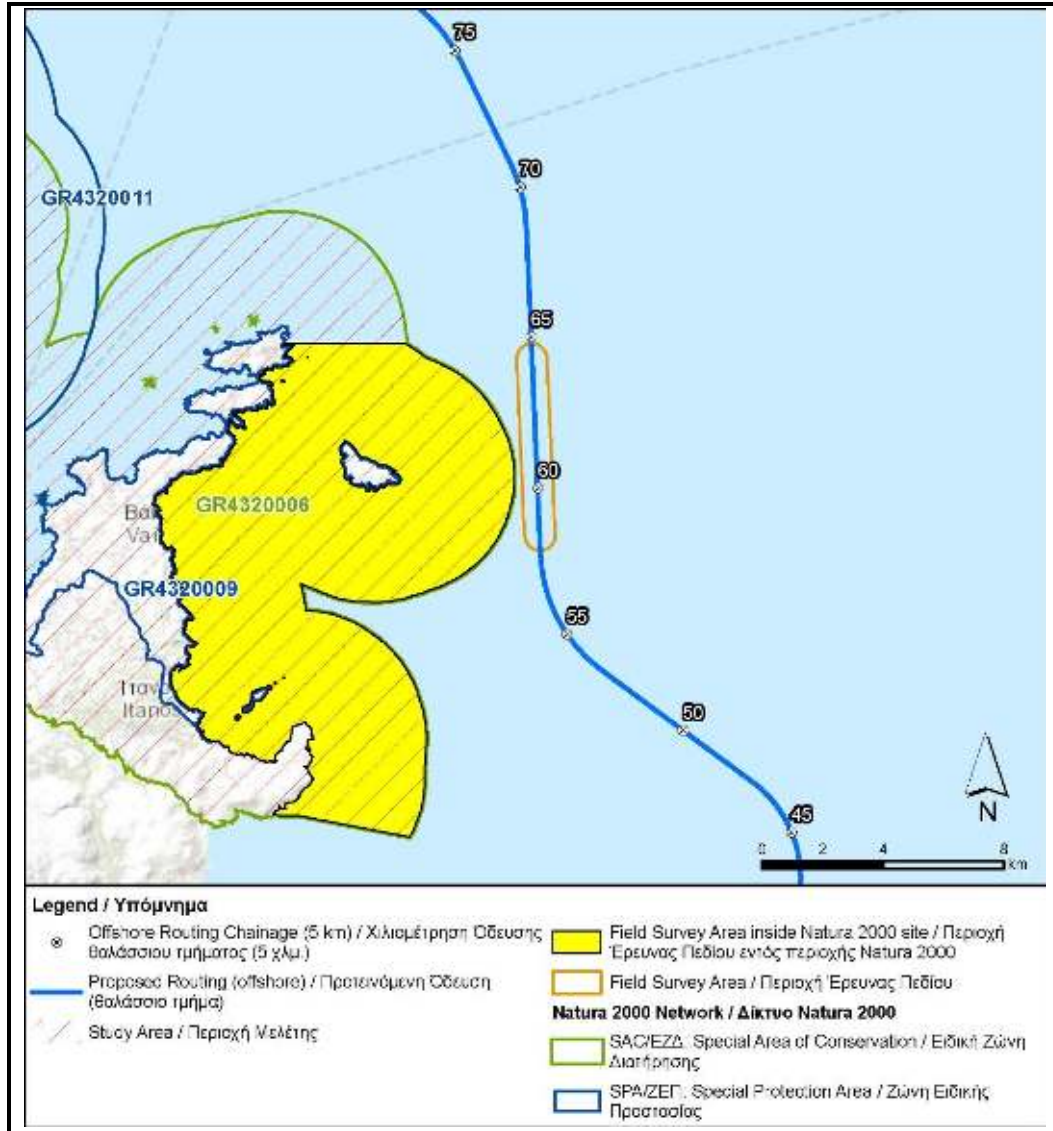 75
70
GR4320011
65
60
GR4320006
GR4320009
55
Itanos
50
45
N
0 2 4 8
km
Legend / Υπόμνημα
Offshore Routing Chainage (5 km) / Χιλιομέτρηση Όδευσης
θαλάσσιου τμήματος (5 χλμ.)
Proposed Routing (offshore) / Προτεινόμενη Όδευση
(θαλάσσιο τμήμα)
Study Area / Περιοχή Μελέτης
Field Survey Area inside Natura 2000 site / Περιοχή
Έρευνας Πεδίου εντός περιοχής Natura 2000
Field Survey Area / Περιοχή Έρευνας Πεδίου
Natura 2000 Network / Δίκτυο Natura 2000
SAC/ΕΖΔ: Special Area of Conservation / Ειδική Ζώνη
Διατήρησης
SPA/ΖΕΠ: Special Protection Area / Ζώνη Ειδικής
Προστασίας